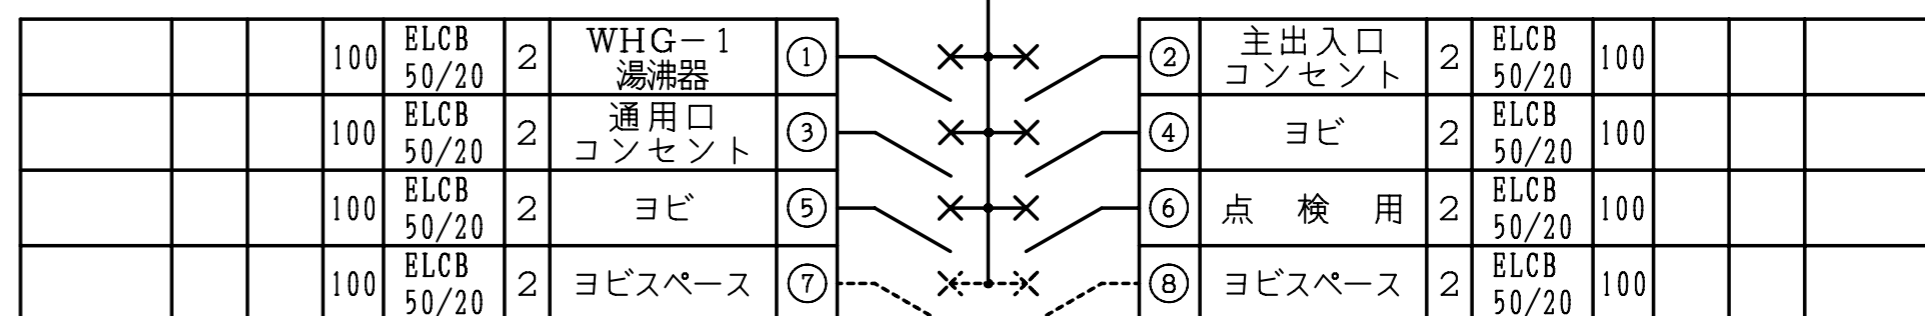 100 ELCB 50/20 2 WHG－1 湯沸器 ① ② 主出入口 コンセント 2 ELCB 50/20 100
100 ELCB 50/20 2 通用口 コンセント ③ ④ ヨビ 2 ELCB 50/20 100
100 ELCB 50/20 2 ヨビ ⑤ ⑥ 点検用 2 ELCB 50/20 100
100 ELCB 50/20 2 ヨビスペース ⑦ ⑧ ヨビスペース 2 ELCB 50/20 100